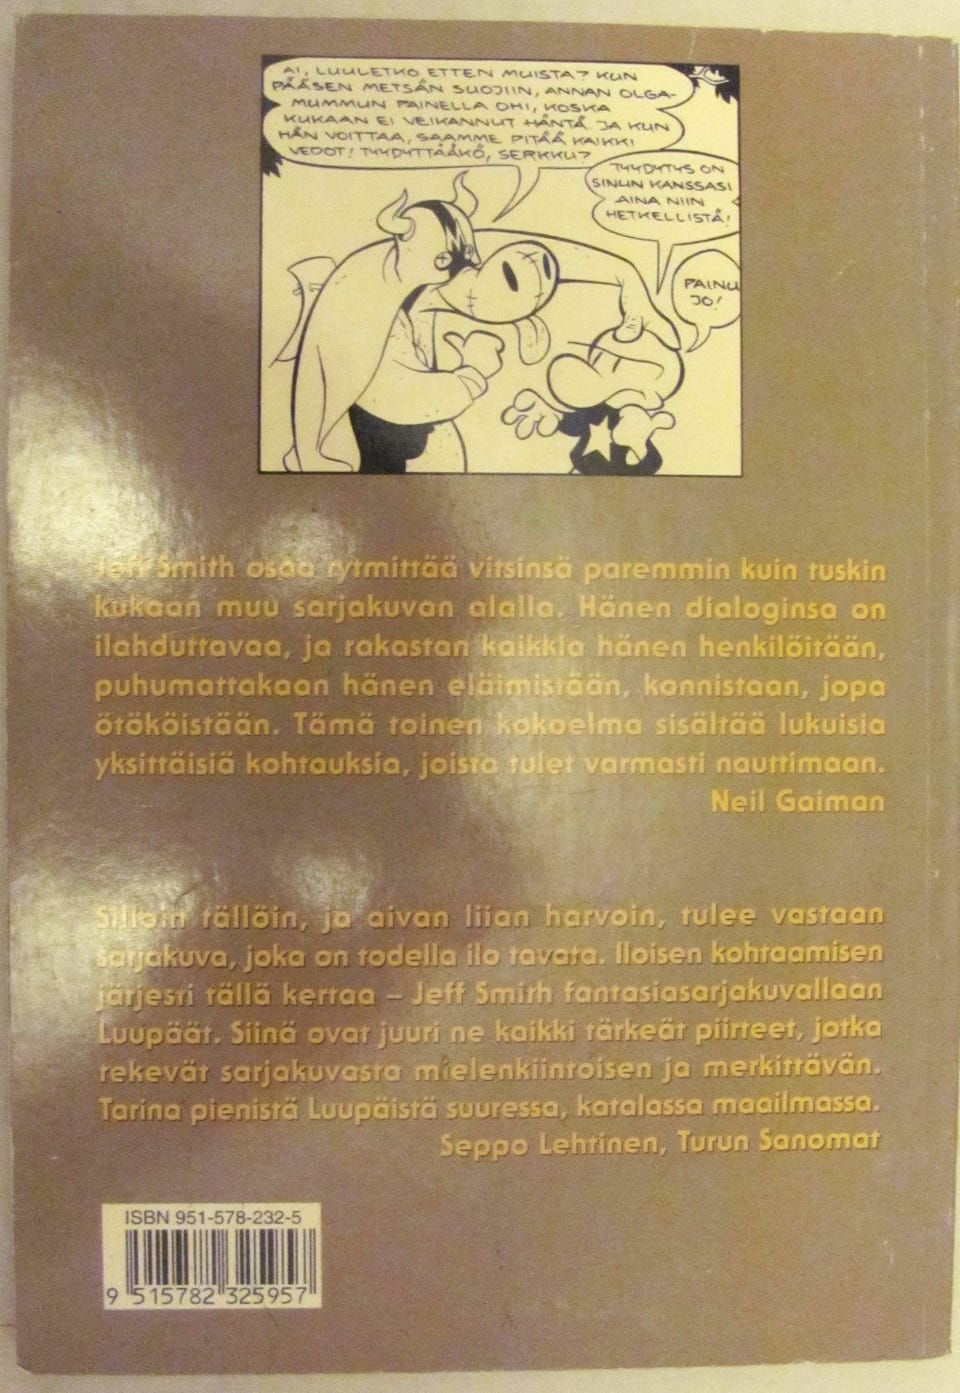 AI, LUULETKO ETTEN MUISTA? KUN
PÄÄSEN METSÄN SUOJIIN, ANNAN OLGA-
MUMMUN PAINELLA OHI, KOSKA
KUKAAN EI VEIKANNUT HÄNTÄ. JA KUN
HÄN VOITTAA, SAAMME PITÄÄ KAIKKI
VEDOT! TYYDYTTÄÄKÖ, SERKKU?
TYYDYTYS ON
SINUN KANSSASI
AINA NIIN
HETKELLISTÄ!
PAINU
JO!
Jeff Smith osaa rytmittää vitsinsä paremmin kuin tuskin
kukaan muu sarjakuvan alalla. Hänen dialoginsa on
ilahduttavaa, ja rakastan kaikkia hänen henkilöitään,
puhumattakaan hänen eläimistään, konnistaan, jopa
ötököistään. Tämä toinen kokoelma sisältää lukuisia
yksittäisiä kohtauksia, joista tulet varmasti nauttimaan.
Neil Gaiman
Silloin tällöin, ja aivan liian harvoin, tulee vastaan
sarjakuva, joka on todella ilo tavata. Iloisen kohtaamisen
järjesti tällä kertaa – Jeff Smith fantasiasarjakuvallaan
Luupäät. Siinä ovat juuri ne kaikki tärkeät piirteet, jotka
tekevät sarjakuvasta mielenkiintoisen ja merkittävän.
Tarina pienistä Luupäistä suuressa, katalassa maailmassa.
Seppo Lehtinen, Turun Sanomat
ISBN 951-578-232-5
9 515782 325957